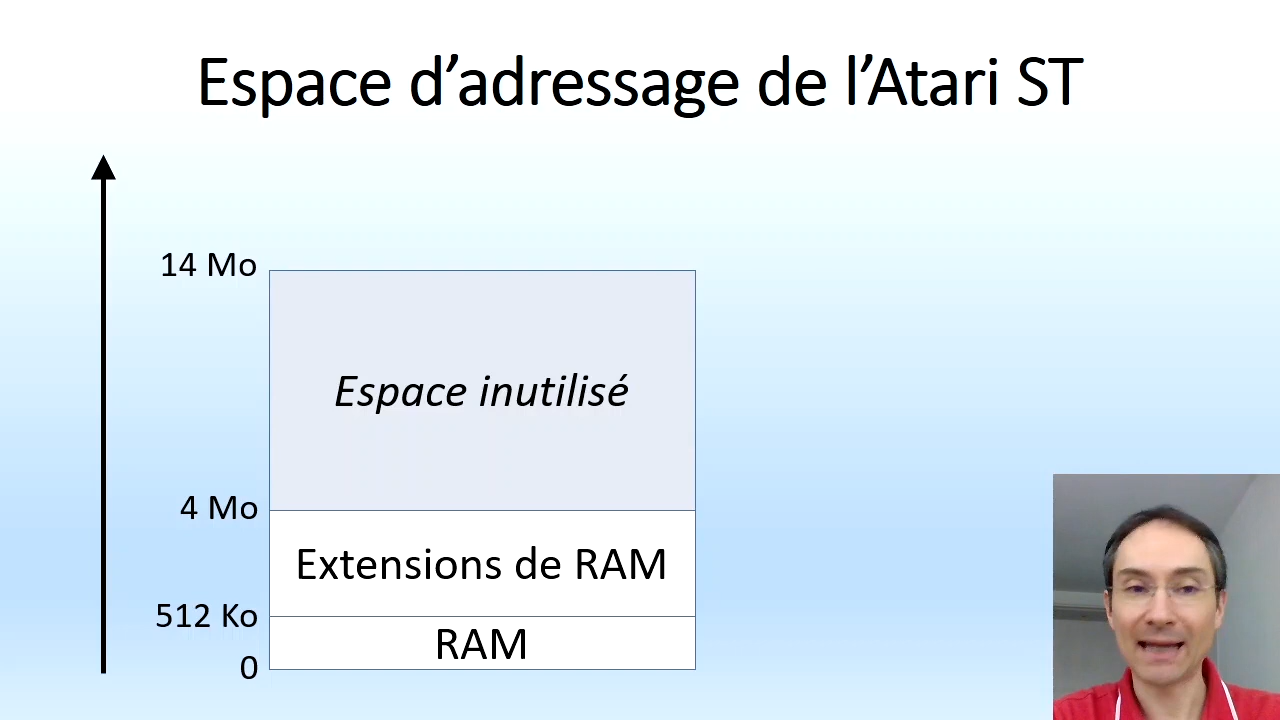 Espace d’adressage de l’Atari ST
14 Mo
Espace inutilisé
4 Mo
Extensions de RAM
512 Ko
RAM
0